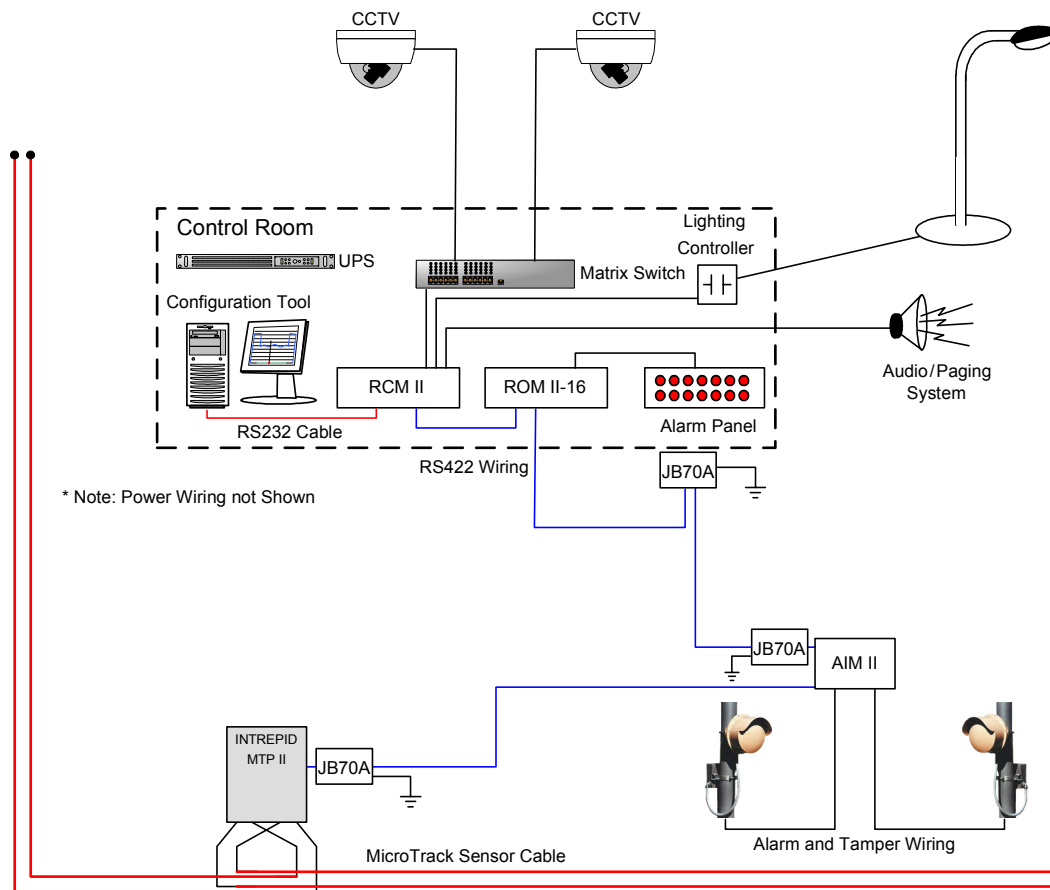 CCTV
CCTV
Control Room
Lighting
Controller
UPS
Matrix Switch
Configuration Tool
RCM II
ROM II-16
Audio/Paging
System
RS232 Cable
Alarm Panel
RS422 Wiring
JB70A
* Note: Power Wiring not Shown
JB70A
AIM II
INTREPID
MTP II
JB70A
Alarm and Tamper Wiring
MicroTrack Sensor Cable